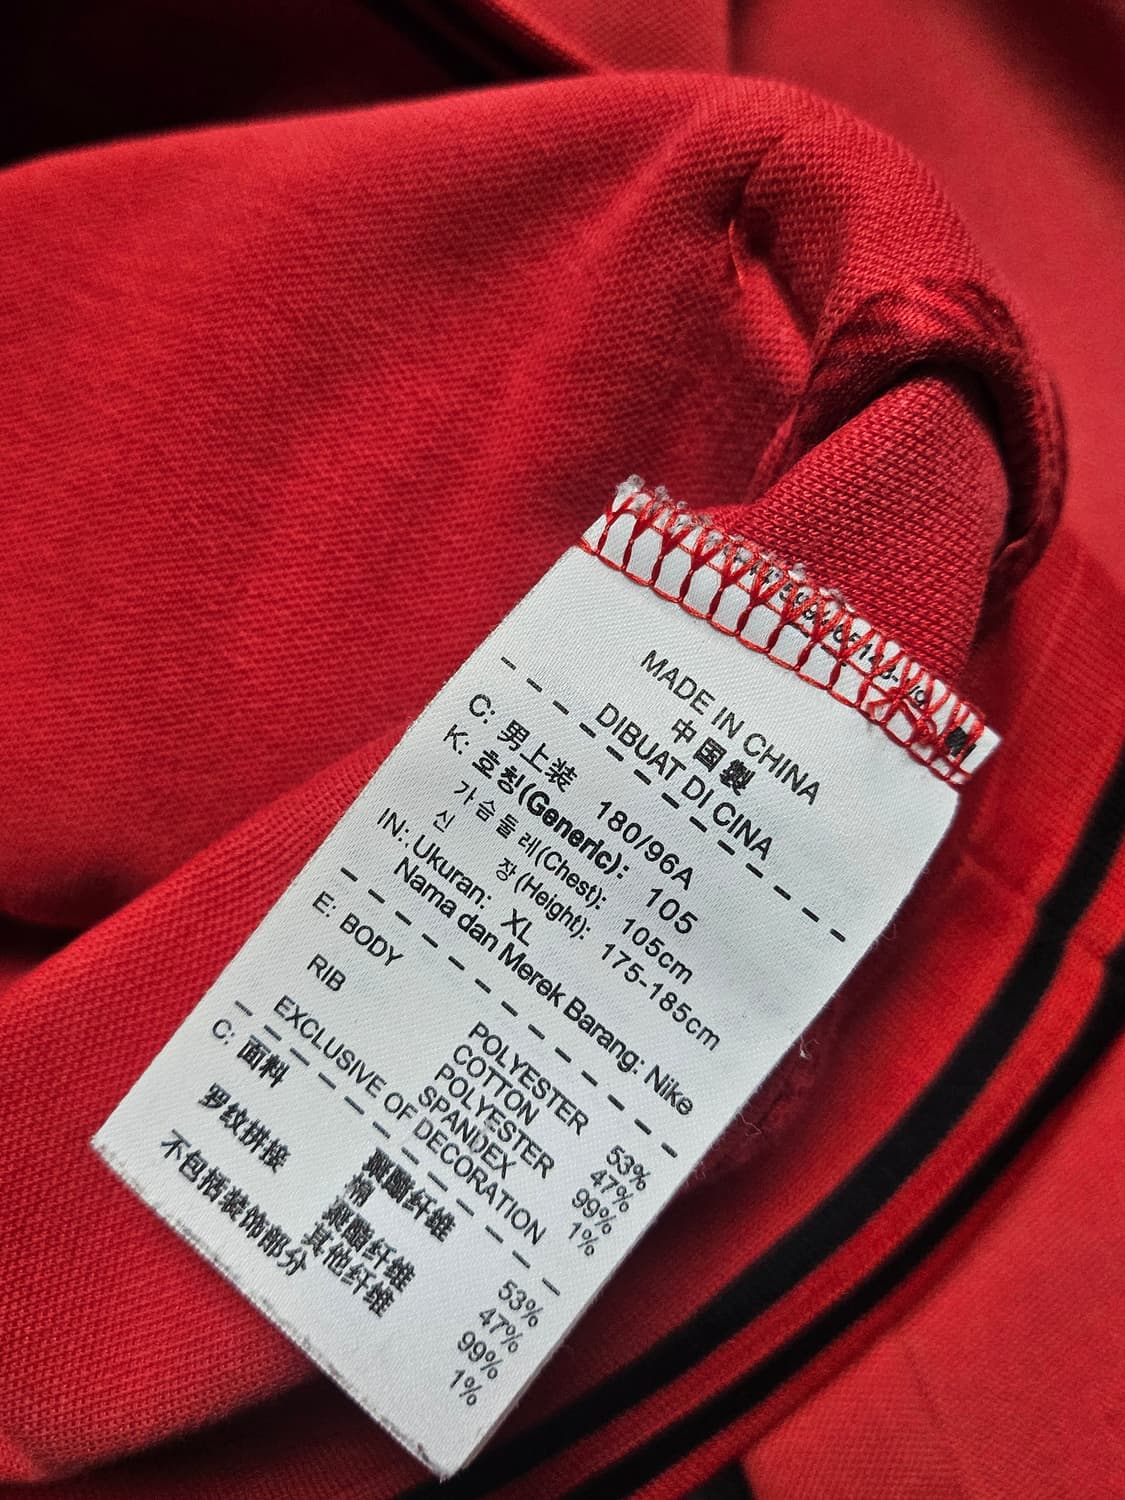 MADE IN CHINA
中国製
DIBUAT DI CINA
C: 男上装 180/96A
K: 호칭(Generic): 105
가슴둘레(Chest): 105cm
신 장(Height): 175-185cm
IN: Ukuran: XL
Nama dan Merek Barang: Nike
E: BODY POLYESTER 53%
COTTON 47%
RIB POLYESTER 99%
SPANDEX 1%
EXCLUSIVE OF DECORATION
C: 面料 聚酯纤维 53%
棉 47%
罗纹拼接 聚酯纤维 99%
其他纤维 1%
不包括装饰部分